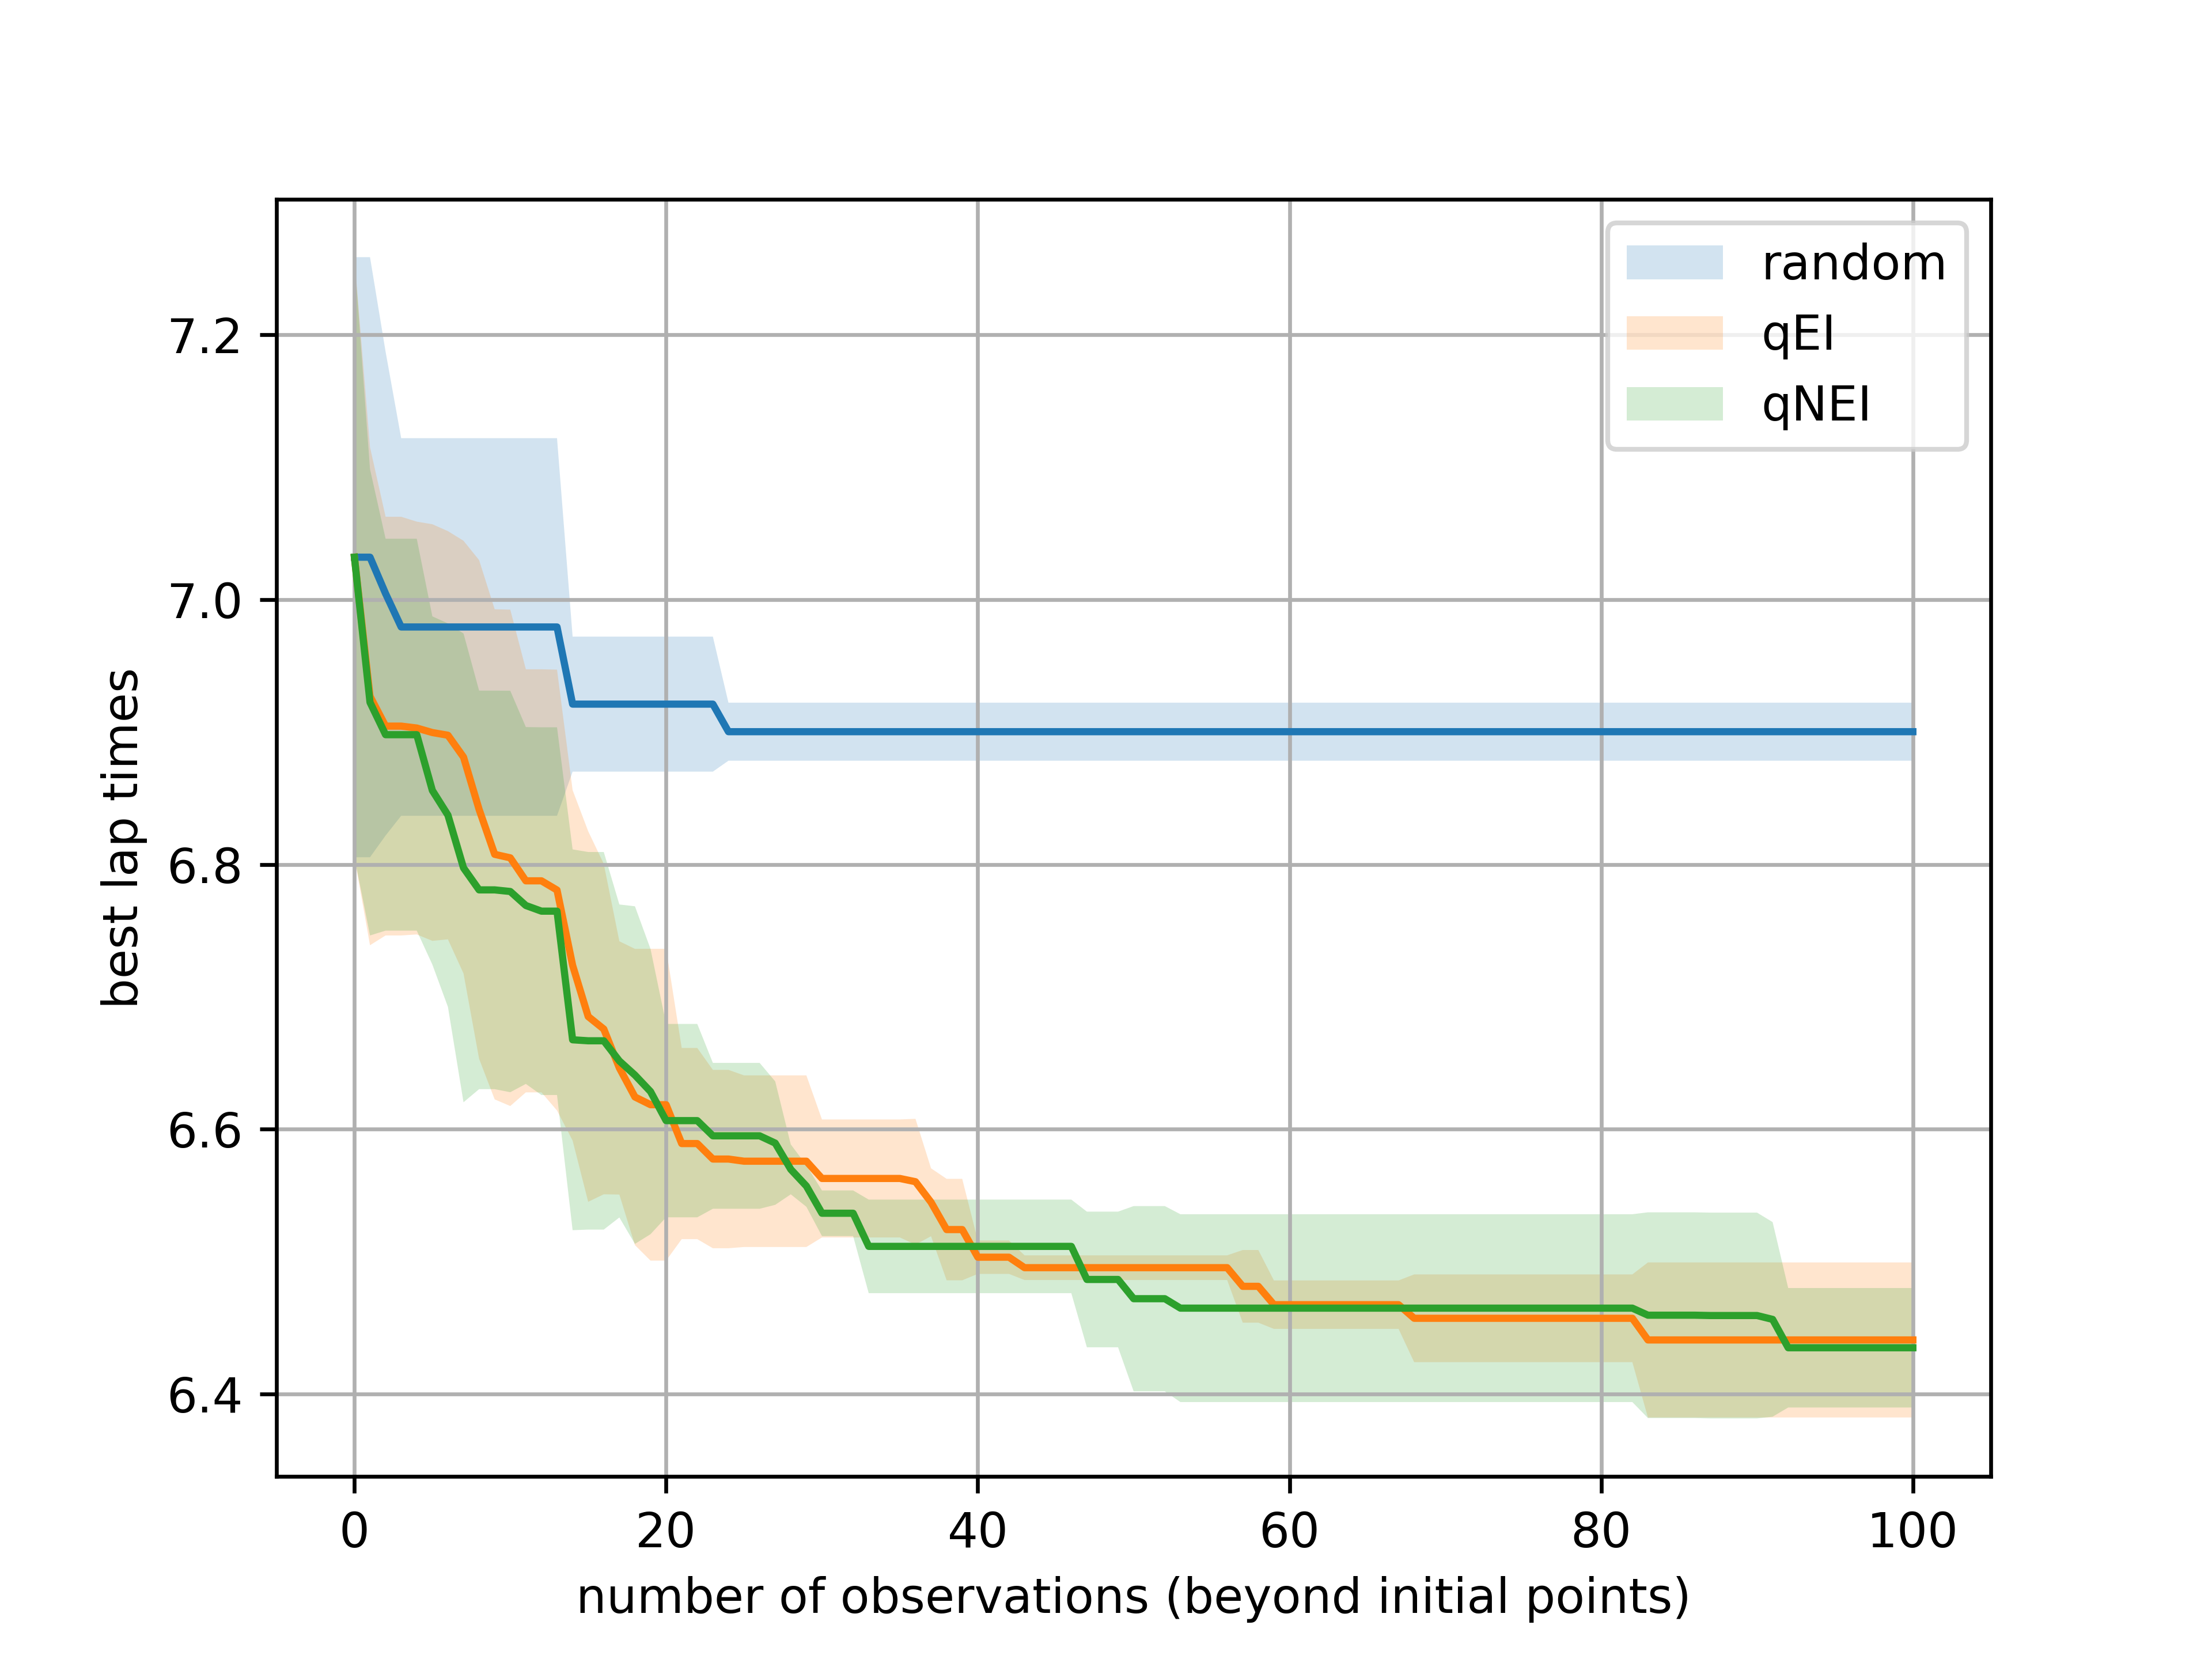 random
qEI
qNEI
7.2
7.0
6.8
6.6
6.4
best lap times
0 20 40 60 80 100
number of observations (beyond initial points)